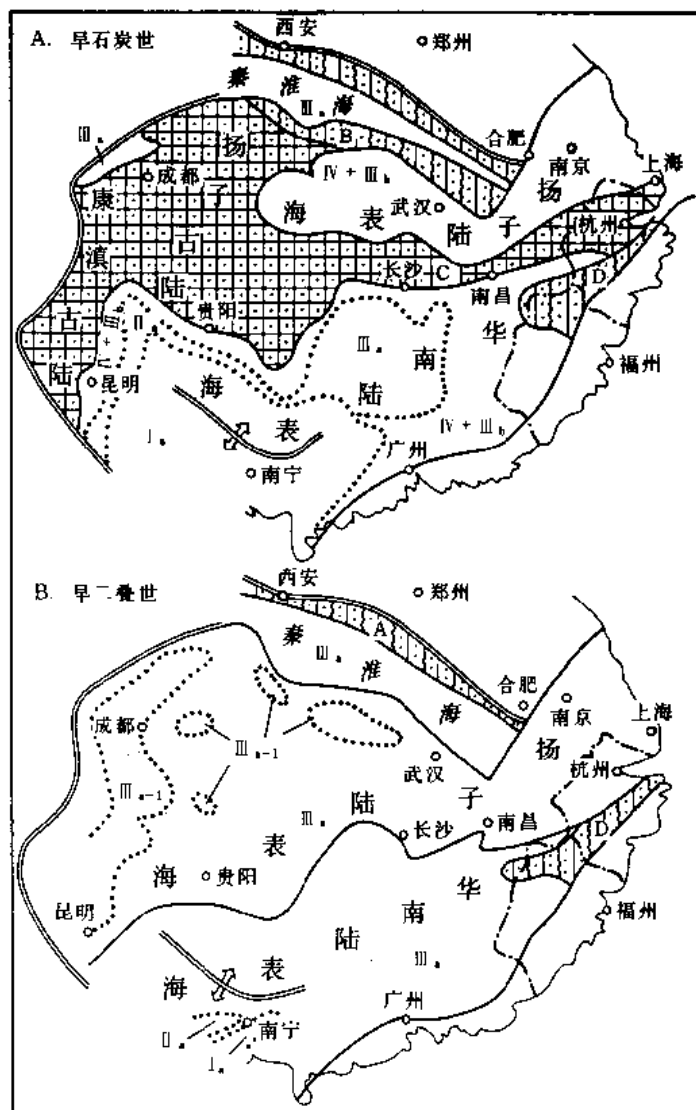 A. 早石炭世
西安
郑州
秦淮海
Ⅲa
B
合肥
南京
上海
Ⅲa
扬子古陆
成都
Ⅳ+Ⅲb
武汉
扬子陆表海
杭州
康滇古陆
长沙
C
南昌
D
贵阳
Ⅱa
Ⅳ+Ⅲb
Ⅲa
华南陆表海
福州
昆明
Ⅰa
Ⅳ+Ⅲb
广州
南宁
B. 早二叠世
西安
郑州
A
秦淮海
Ⅲa
合肥
南京
上海
成都
Ⅲa-1
武汉
杭州
Ⅲa-1
Ⅲa
扬子陆表海
长沙
南昌
D
贵阳
昆明
华南陆表海
福州
Ⅲa
广州
南宁
Ⅱa
Ⅰa